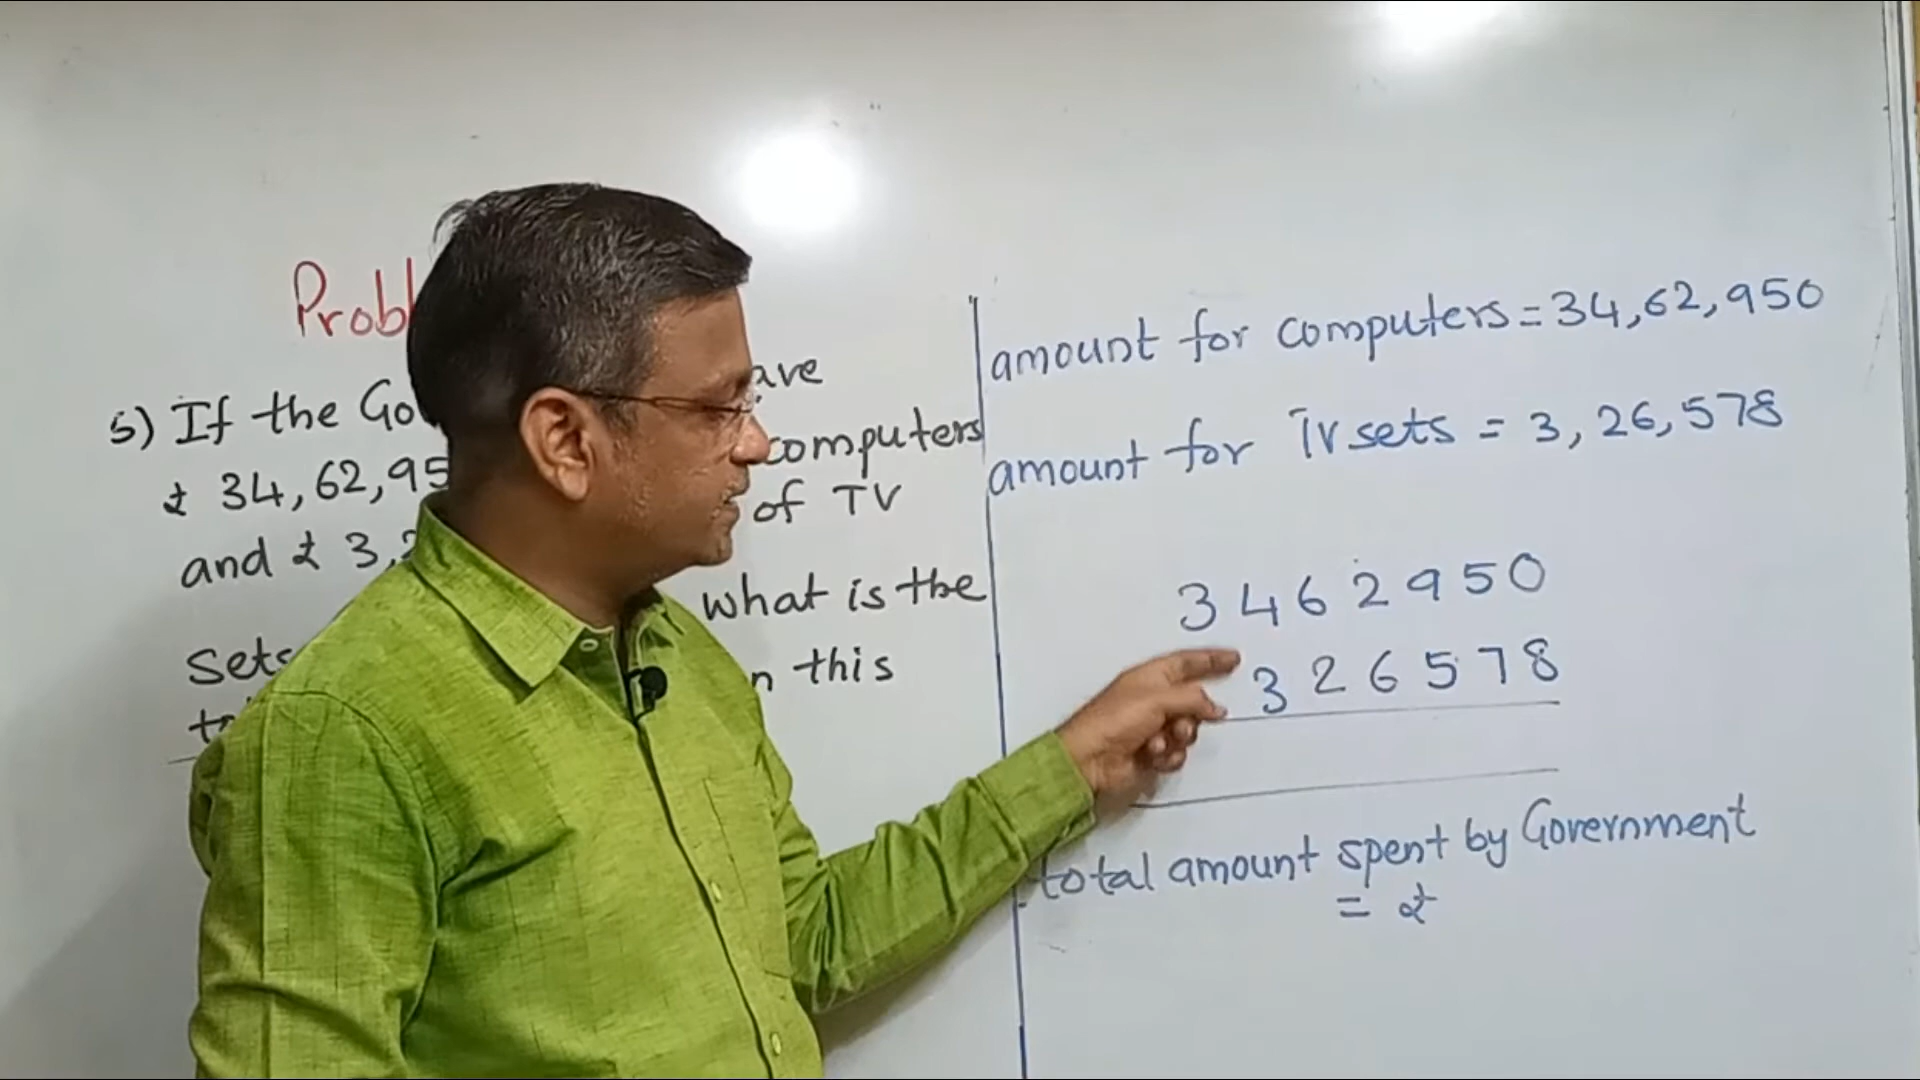 Probl
5) If the Go ave
₹ 34,62,95 computers
and ₹ 3,2 of TV
Sets what is the
to n this
amount for computers = 34,62,950
amount for TV sets = 3,26,578
3 4 6 2 9 5 0
3 2 6 5 7 8
total amount spent by Government
= ₹